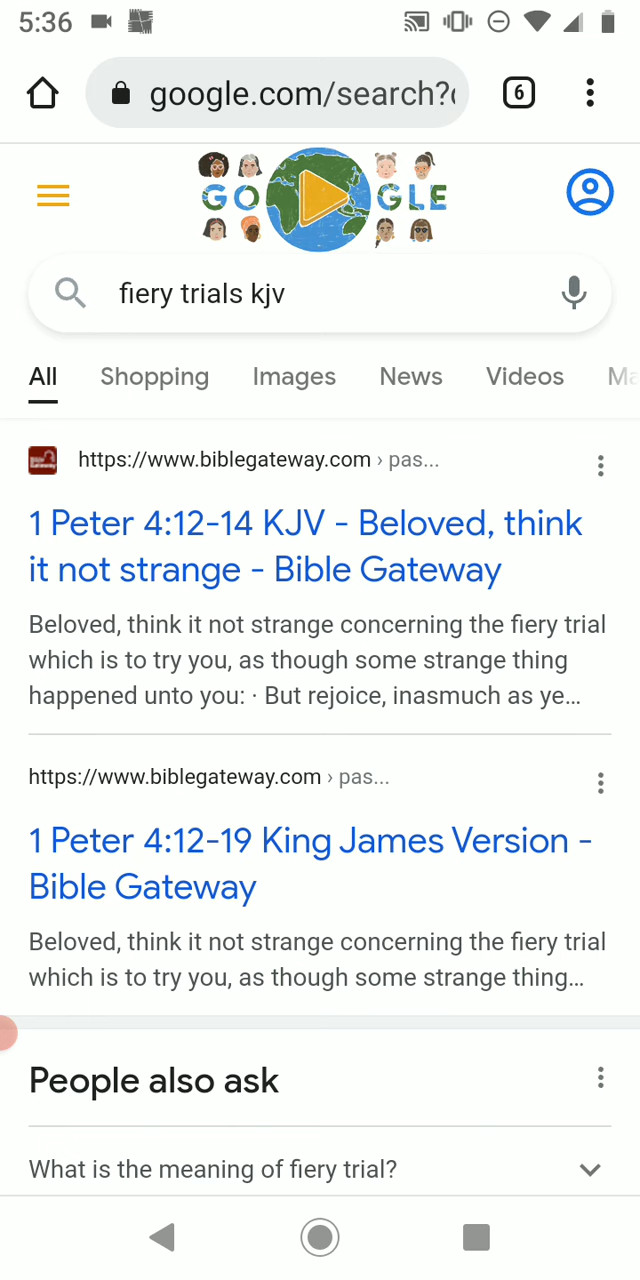 5:36
google.com/search?
6
GO GLE
fiery trials kjv
All Shopping Images News Videos Ma
https://www.biblegateway.com › pas...
1 Peter 4:12-14 KJV - Beloved, think
it not strange - Bible Gateway
Beloved, think it not strange concerning the fiery trial
which is to try you, as though some strange thing
happened unto you: · But rejoice, inasmuch as ye...
https://www.biblegateway.com › pas...
1 Peter 4:12-19 King James Version -
Bible Gateway
Beloved, think it not strange concerning the fiery trial
which is to try you, as though some strange thing...
People also ask
What is the meaning of fiery trial?